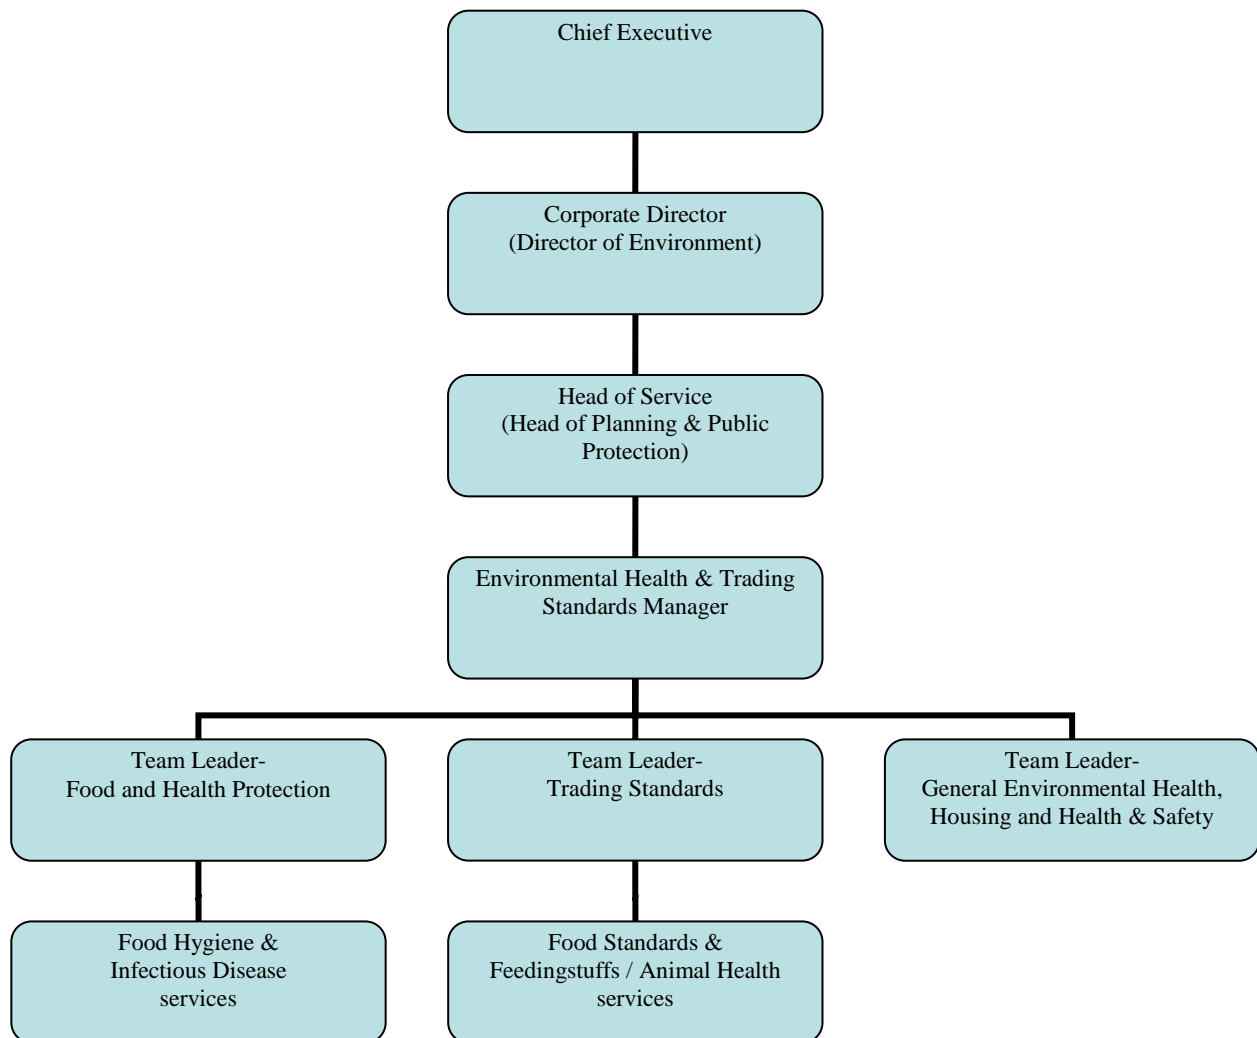 Chief Executive
Corporate Director
(Director of Environment)
Head of Service
(Head of Planning & Public
Protection)
Environmental Health & Trading
Standards Manager
Team Leader-
Food and Health Protection
Team Leader-
Trading Standards
Team Leader-
General Environmental Health,
Housing and Health & Safety
Food Hygiene &
Infectious Disease
services
Food Standards &
Feedingstuffs / Animal Health
services